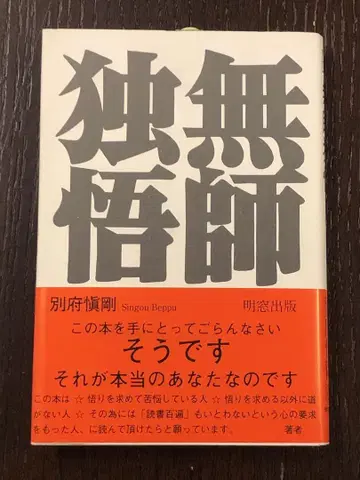 無師
独悟
別府愼剛 Singou Beppu 明窓出版
この本を手にとってごらんなさい
そうです
それが本当のあなたなのです
この本は ☆ 悟りを求めて苦悩している人 ☆ 悟りを求める以外に道
がない人 ☆ その為には「読書百遍」もいとわないという心の要求
をもった人、に読んで頂けたらと願っています。 著者